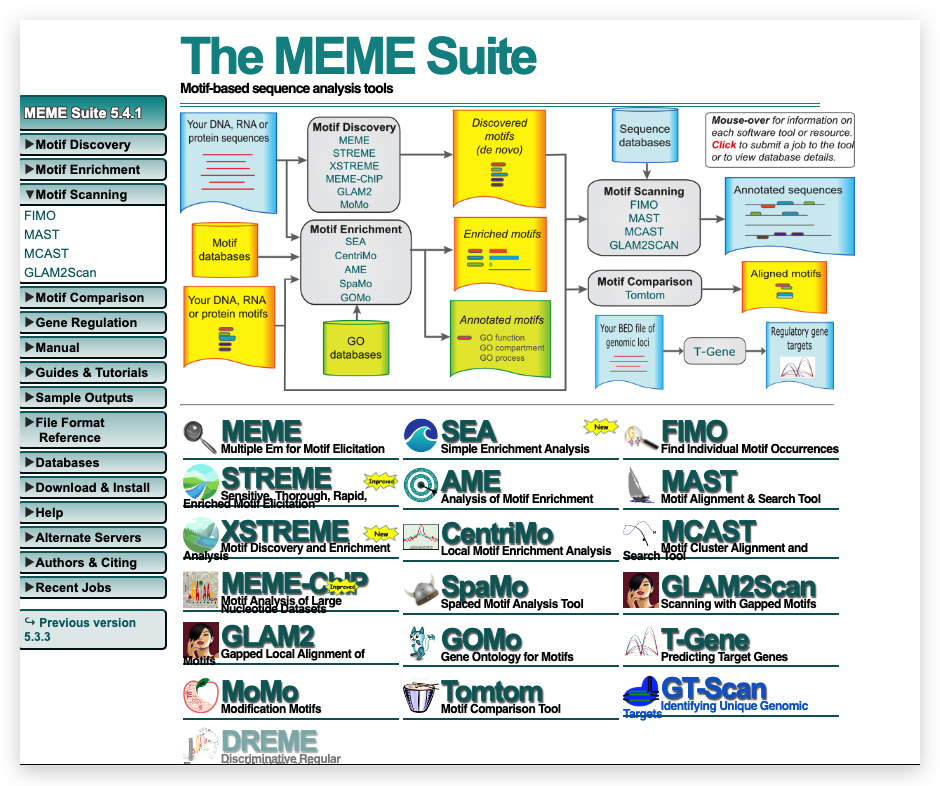 The MEME Suite
Motif-based sequence analysis tools
MEME Suite 5.4.1
▶Motif Discovery
▶Motif Enrichment
▼Motif Scanning
FIMO
MAST
MCAST
GLAM2Scan
▶Motif Comparison
▶Gene Regulation
▶Manual
▶Guides & Tutorials
▶Sample Outputs
▶File Format
Reference
▶Databases
▶Download & Install
▶Help
▶Alternate Servers
▶Authors & Citing
▶Recent Jobs
↪ Previous version
5.3.3
Your DNA, RNA or
protein sequences
Motif Discovery
MEME
STREME
XSTREME
MEME-ChIP
GLAM2
MoMo
Discovered
motifs
(de novo)
Sequence
databases
Mouse-over for information on
each software tool or resource.
Click to submit a job to the tool
or to view database details.
Motif
databases
Motif Enrichment
SEA
CentriMo
AME
SpaMo
GOMo
Enriched motifs
Motif Scanning
FIMO
MAST
MCAST
GLAM2SCAN
Annotated sequences
Your DNA, RNA
or protein motifs
GO
databases
Annotated motifs
GO function
GO compartment
GO process
Motif Comparison
Tomtom
Aligned motifs
Your BED file of
genomic loci
T-Gene
Regulatory gene
targets
MEME
Multiple Em for Motif Elicitation
SEA
New
Simple Enrichment Analysis
FIMO
Find Individual Motif Occurrences
STREME
Improved
Sensitive, Thorough, Rapid,
Enriched Motif Elicitation
AME
Analysis of Motif Enrichment
MAST
Motif Alignment & Search Tool
XSTREME
New
Motif Discovery and Enrichment
Analysis
CentriMo
Local Motif Enrichment Analysis
MCAST
Motif Cluster Alignment and
Search Tool
MEME-ChIP
Improved
Motif Analysis of Large
Nucleotide Datasets
SpaMo
Spaced Motif Analysis Tool
GLAM2Scan
Scanning with Gapped Motifs
GLAM2
Gapped Local Alignment of
Motifs
GOMo
Gene Ontology for Motifs
T-Gene
Predicting Target Genes
MoMo
Modification Motifs
Tomtom
Motif Comparison Tool
GT-Scan
Identifying Unique Genomic
Targets
DREME
Discriminative Regular